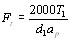 F_t = 2000T_1 / d_1 a_p